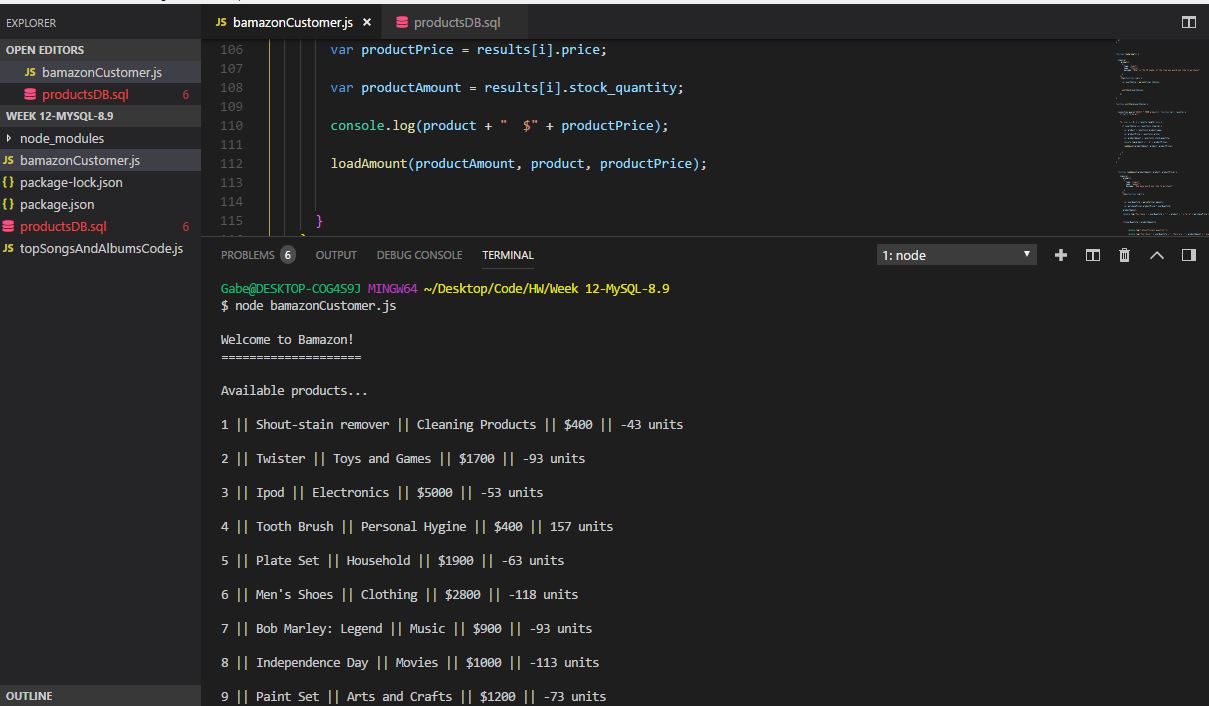 EXPLORER
OPEN EDITORS
JS bamazonCustomer.js
productsDB.sql 6
WEEK 12-MYSQL-8.9
node_modules
JS bamazonCustomer.js
{} package-lock.json
{} package.json
productsDB.sql 6
JS topSongsAndAlbumsCode.js
OUTLINE
JS bamazonCustomer.js ×
productsDB.sql
106 var productPrice = results[i].price;
107
108 var productAmount = results[i].stock_quantity;
109
110 console.log(product + "  $" + productPrice);
111
112 loadAmount(productAmount, product, productPrice);
113
114
115 }
PROBLEMS 6 OUTPUT DEBUG CONSOLE TERMINAL 1: node
Gabe@DESKTOP-COG4S9J MINGW64 ~/Desktop/Code/HW/Week 12-MySQL-8.9
$ node bamazonCustomer.js
Welcome to Bamazon!
====================
Available products...
1 || Shout-stain remover || Cleaning Products || $400 || -43 units
2 || Twister || Toys and Games || $1700 || -93 units
3 || Ipod || Electronics || $5000 || -53 units
4 || Tooth Brush || Personal Hygine || $400 || 157 units
5 || Plate Set || Household || $1900 || -63 units
6 || Men's Shoes || Clothing || $2800 || -118 units
7 || Bob Marley: Legend || Music || $900 || -93 units
8 || Independence Day || Movies || $1000 || -113 units
9 || Paint Set || Arts and Crafts || $1200 || -73 units